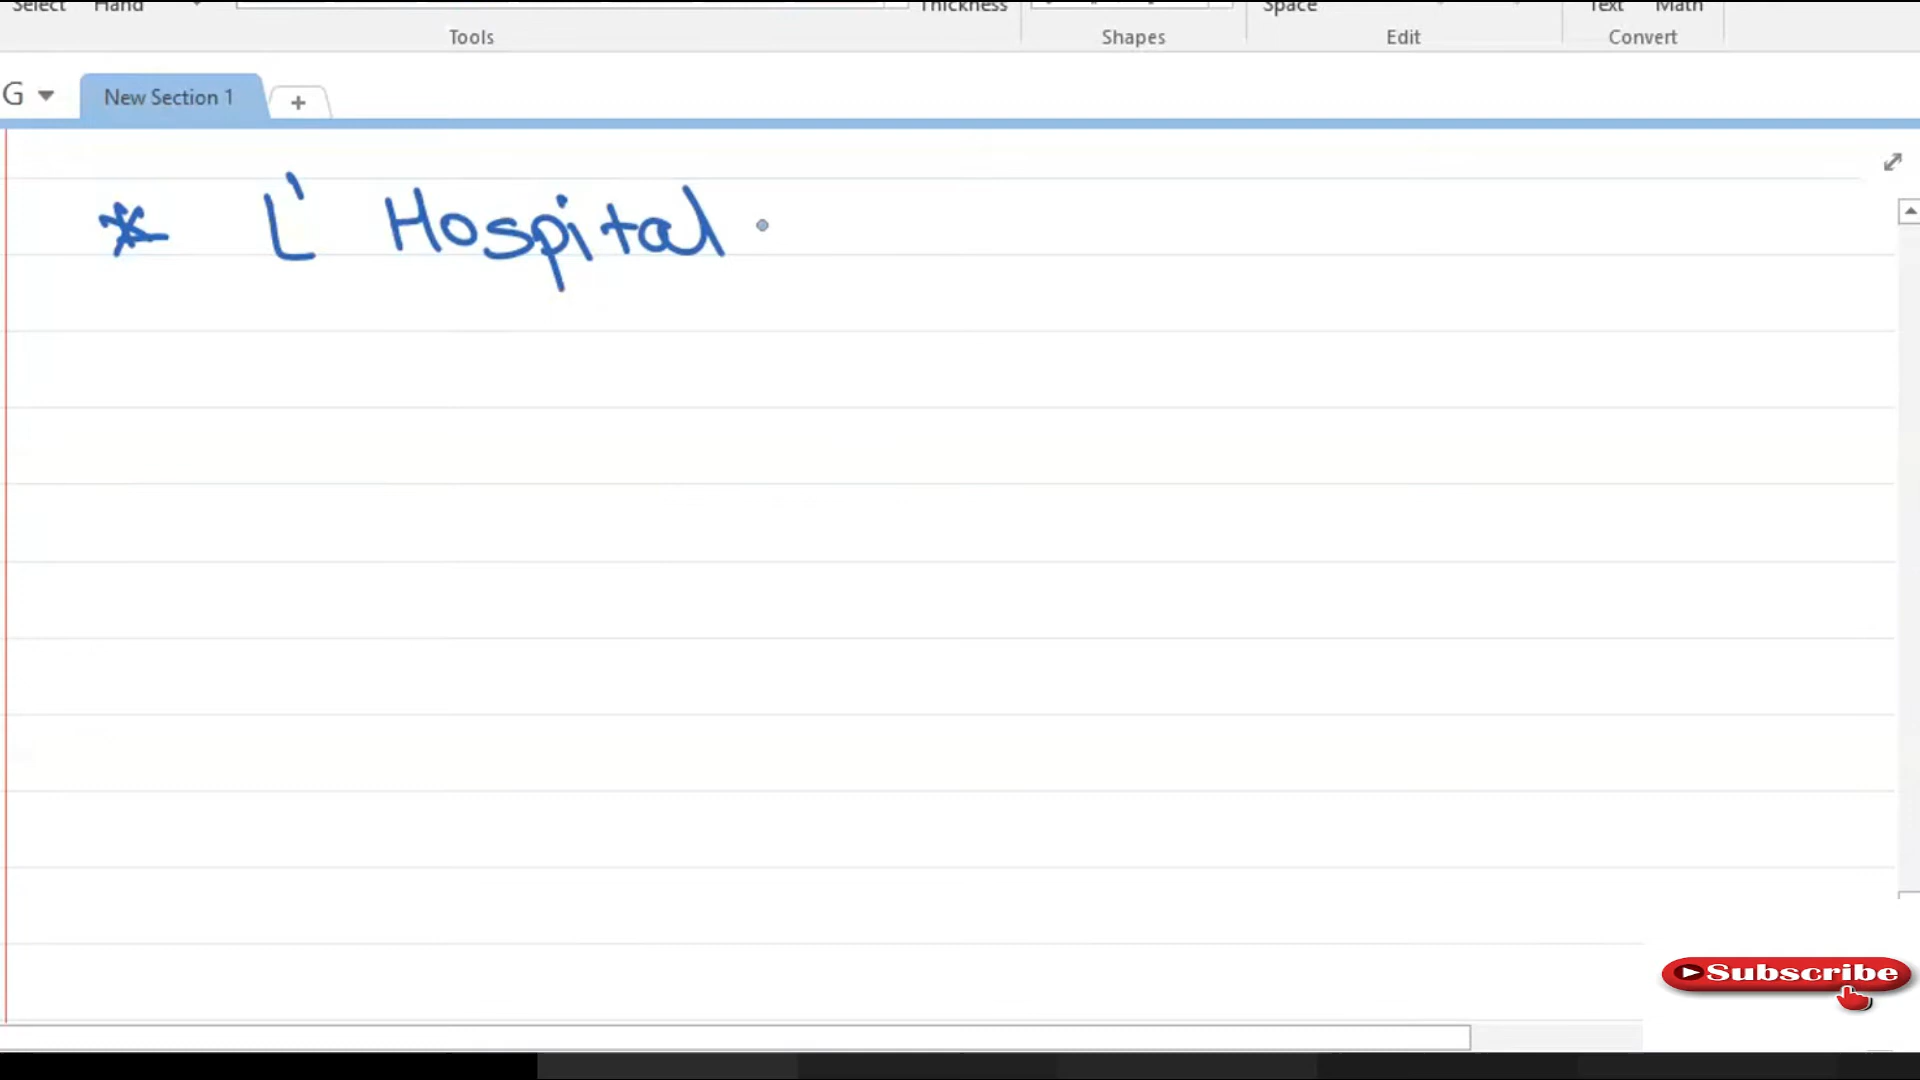 Select Hand Thickness Space Text Math
Tools Shapes Edit Convert
G New Section 1 +
* L' Hospital
Subscribe